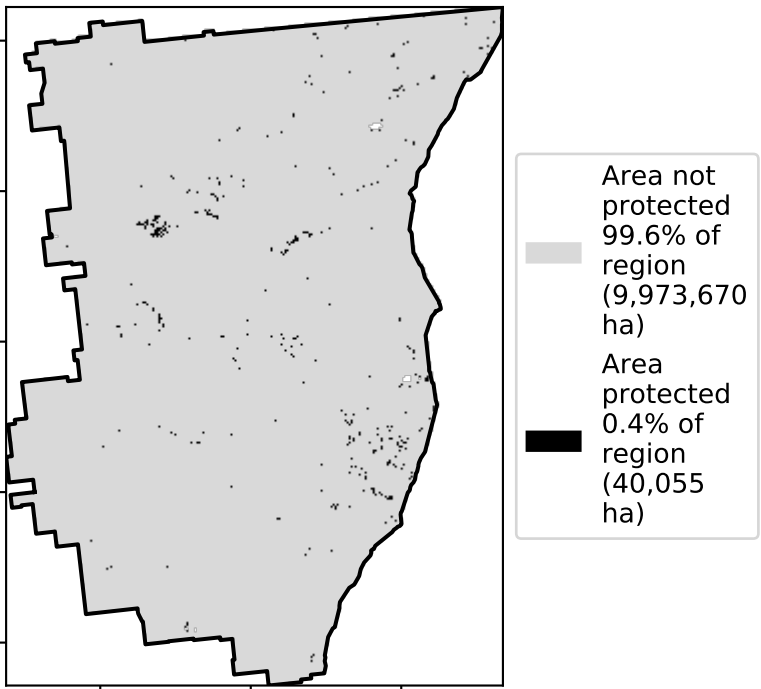 Area not
protected
99.6% of
region
(9,973,670
ha)
Area
protected
0.4% of
region
(40,055
ha)